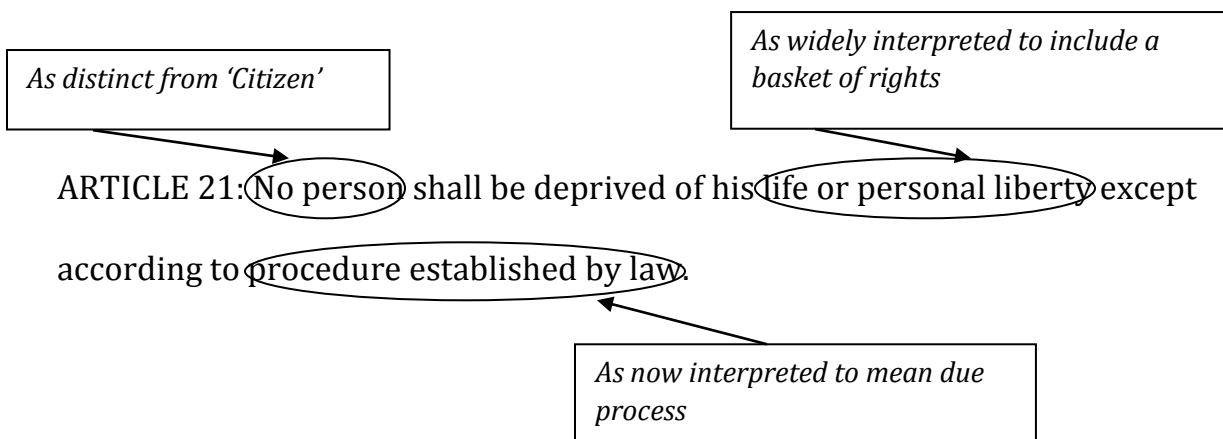 As distinct from ‘Citizen’
As widely interpreted to include a
basket of rights
ARTICLE 21: No person shall be deprived of his life or personal liberty except
according to procedure established by law.
As now interpreted to mean due
process